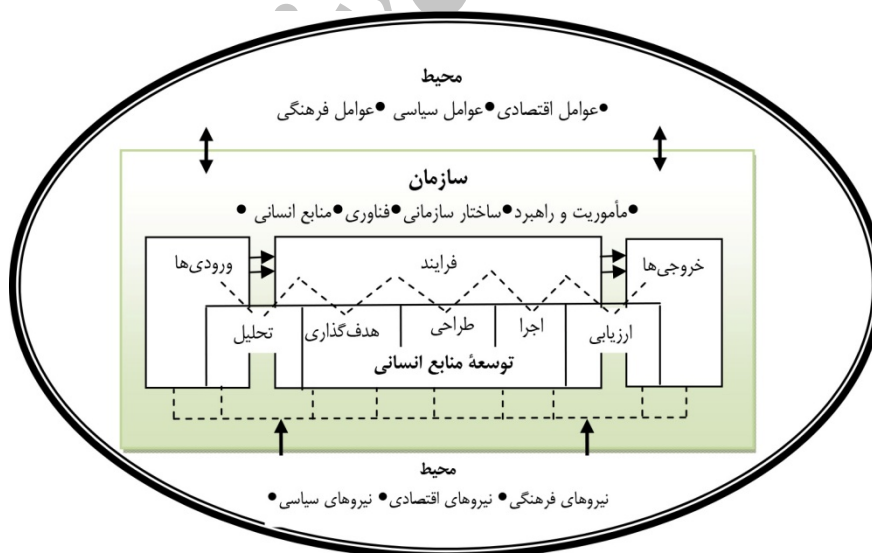 محیط
●عوامل اقتصادی ●عوامل سیاسی ●عوامل فرهنگی
سازمان
●مأموریت و راهبرد ●ساختار سازمانی ●فناوری ●منابع انسانی ●
خروجی‌ها
فرایند
ورودی‌ها
ارزیابی
اجرا
طراحی
هدف‌گذاری
تحلیل
توسعهٔ منابع انسانی
محیط
نیروهای فرهنگی ● نیروهای اقتصادی ● نیروهای سیاسی ●